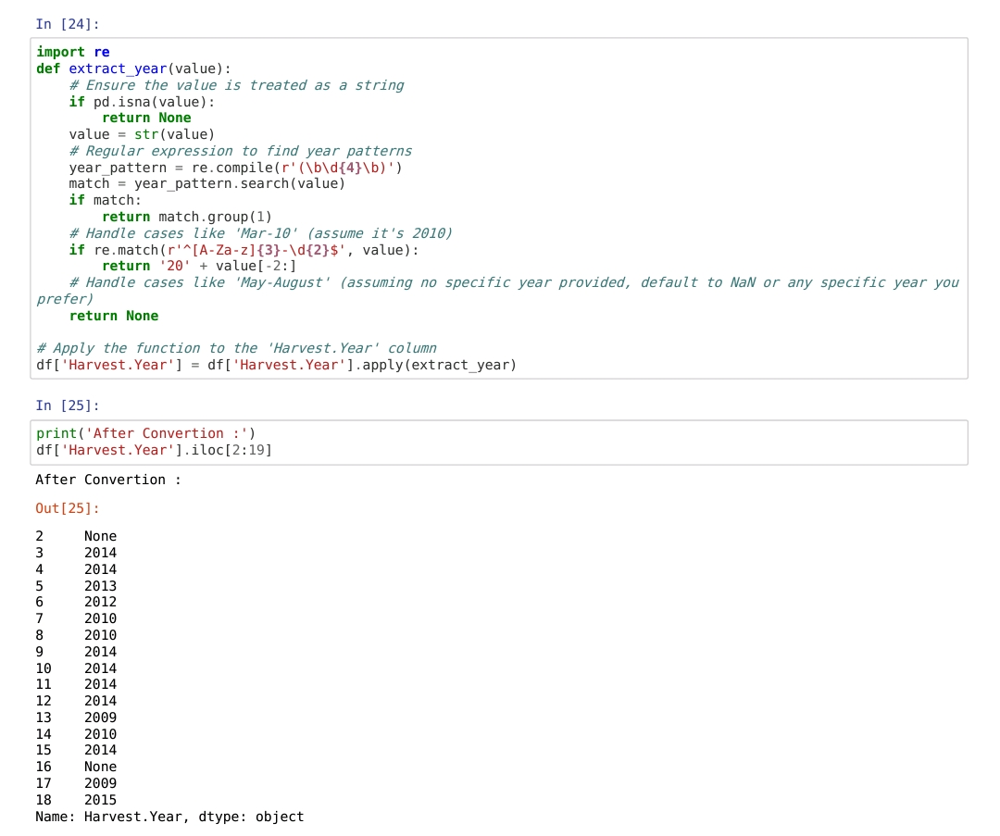 In [24]:
import re
def extract_year(value):
    # Ensure the value is treated as a string
    if pd.isna(value):
        return None
    value = str(value)
    # Regular expression to find year patterns
    year_pattern = re.compile(r'(\b\d{4}\b)')
    match = year_pattern.search(value)
    if match:
        return match.group(1)
    # Handle cases like 'Mar-10' (assume it's 2010)
    if re.match(r'^[A-Za-z]{3}-\d{2}$', value):
        return '20' + value[-2:]
    # Handle cases like 'May-August' (assuming no specific year provided, default to NaN or any specific year you
prefer)
    return None

# Apply the function to the 'Harvest.Year' column
df['Harvest.Year'] = df['Harvest.Year'].apply(extract_year)
In [25]:
print('After Convertion :')
df['Harvest.Year'].iloc[2:19]
After Convertion :
Out[25]:
2     None
3     2014
4     2014
5     2013
6     2012
7     2010
8     2010
9     2014
10    2014
11    2014
12    2014
13    2009
14    2010
15    2014
16    None
17    2009
18    2015
Name: Harvest.Year, dtype: object